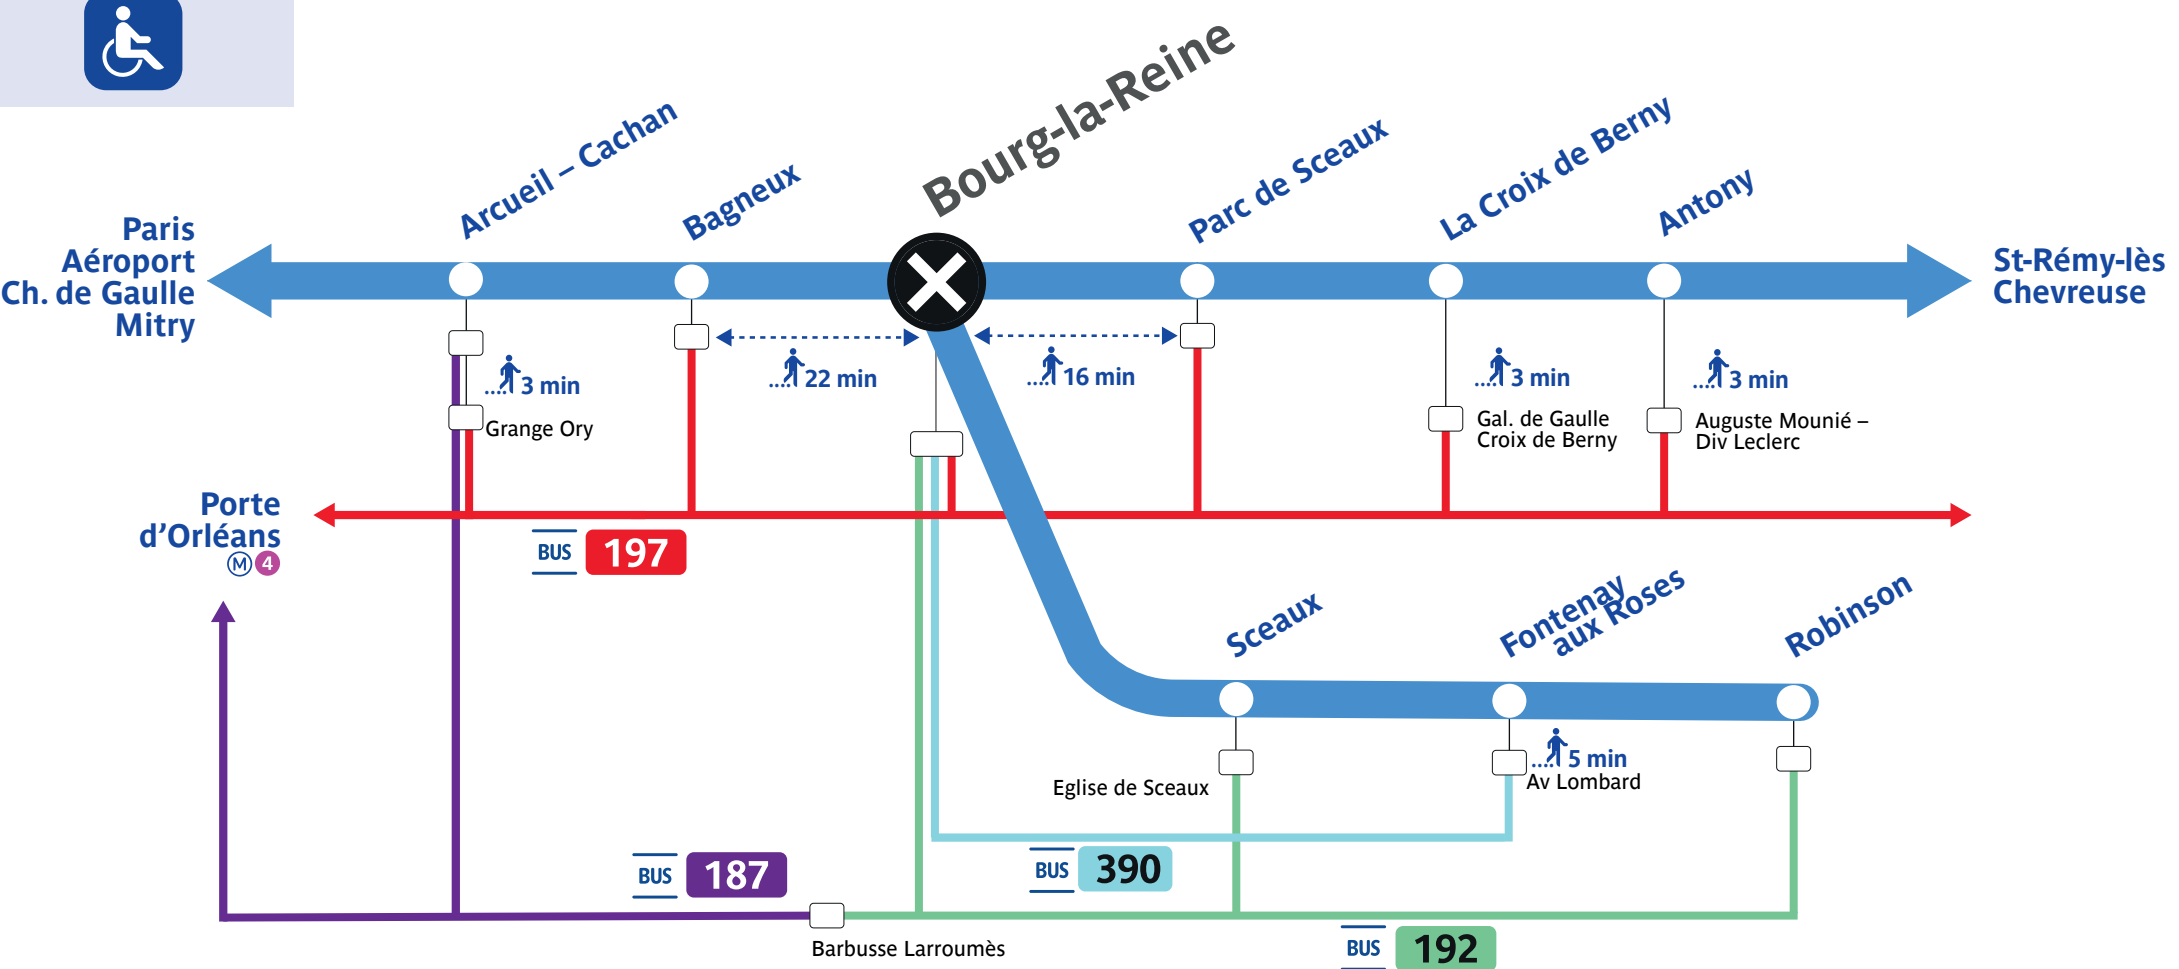 Bourg-la-Reine
Arcueil – Cachan
Bagneux
Parc de Sceaux
La Croix de Berny
Antony
Paris
Aéroport
Ch. de Gaulle
Mitry
St-Rémy-lès
Chevreuse
3 min
22 min
16 min
3 min
3 min
Grange Ory
Gal. de Gaulle
Croix de Berny
Auguste Mounié –
Div Leclerc
Porte
d’Orléans
M 4
BUS 197
Sceaux
Fontenay
aux Roses
Robinson
5 min
Av Lombard
Eglise de Sceaux
BUS 187
BUS 390
Barbusse Larroumès
BUS 192